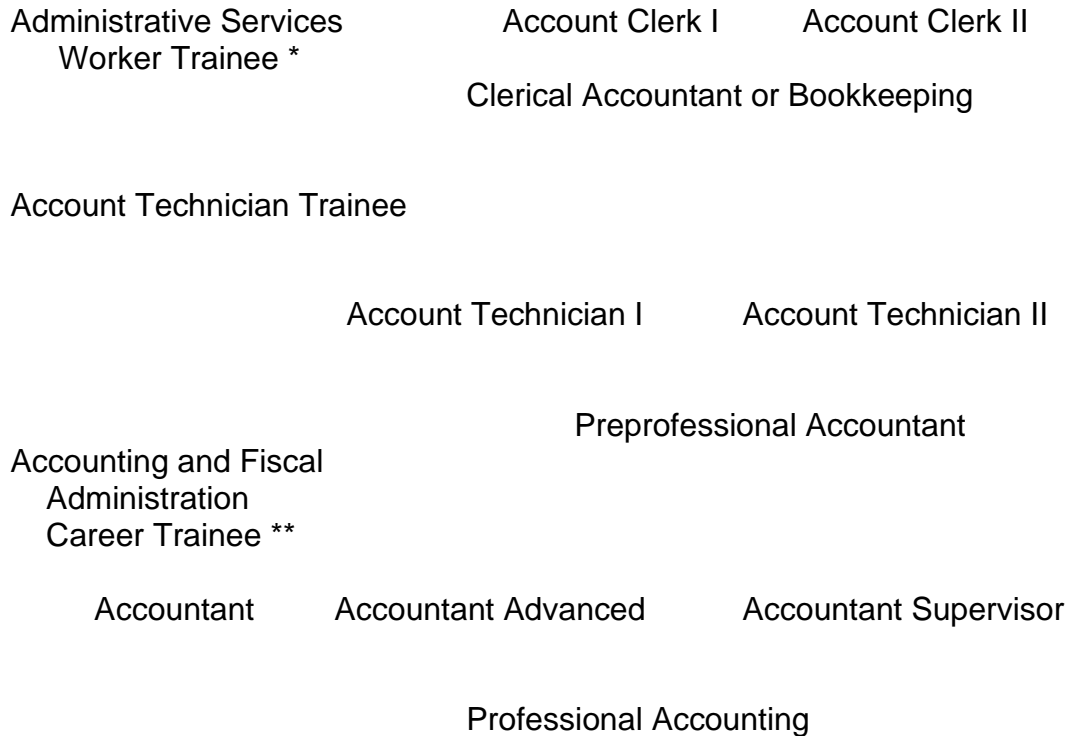 Administrative Services Account Clerk I Account Clerk II
Worker Trainee *
Clerical Accountant or Bookkeeping
Account Technician Trainee
Account Technician I Account Technician II
Preprofessional Accountant
Accounting and Fiscal
Administration
Career Trainee **
Accountant Accountant Advanced Accountant Supervisor
Professional Accounting